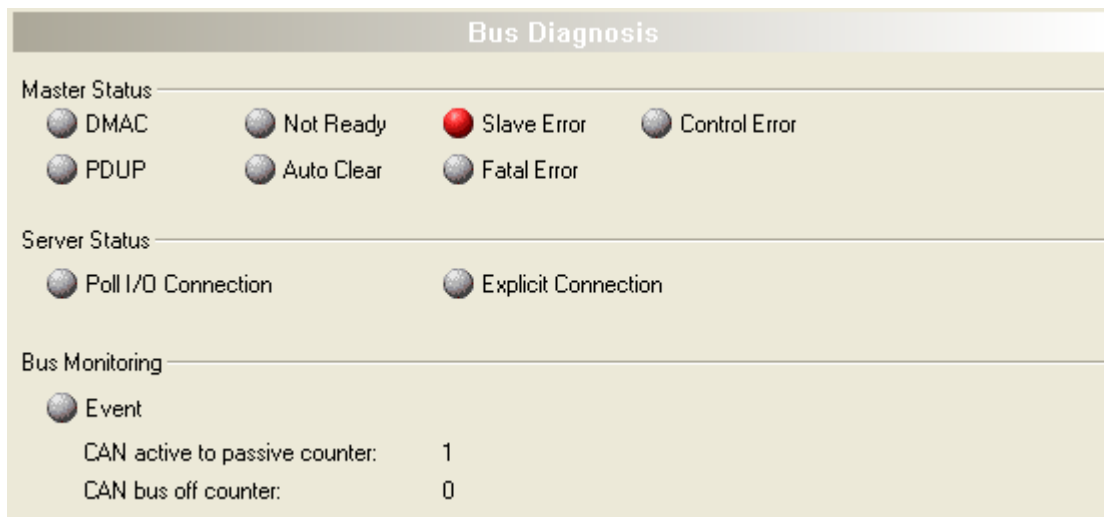 Bus Diagnosis
Master Status
DMAC Not Ready Slave Error Control Error
PDUP Auto Clear Fatal Error
Server Status
Poll I/O Connection Explicit Connection
Bus Monitoring
Event
CAN active to passive counter: 1
CAN bus off counter: 0